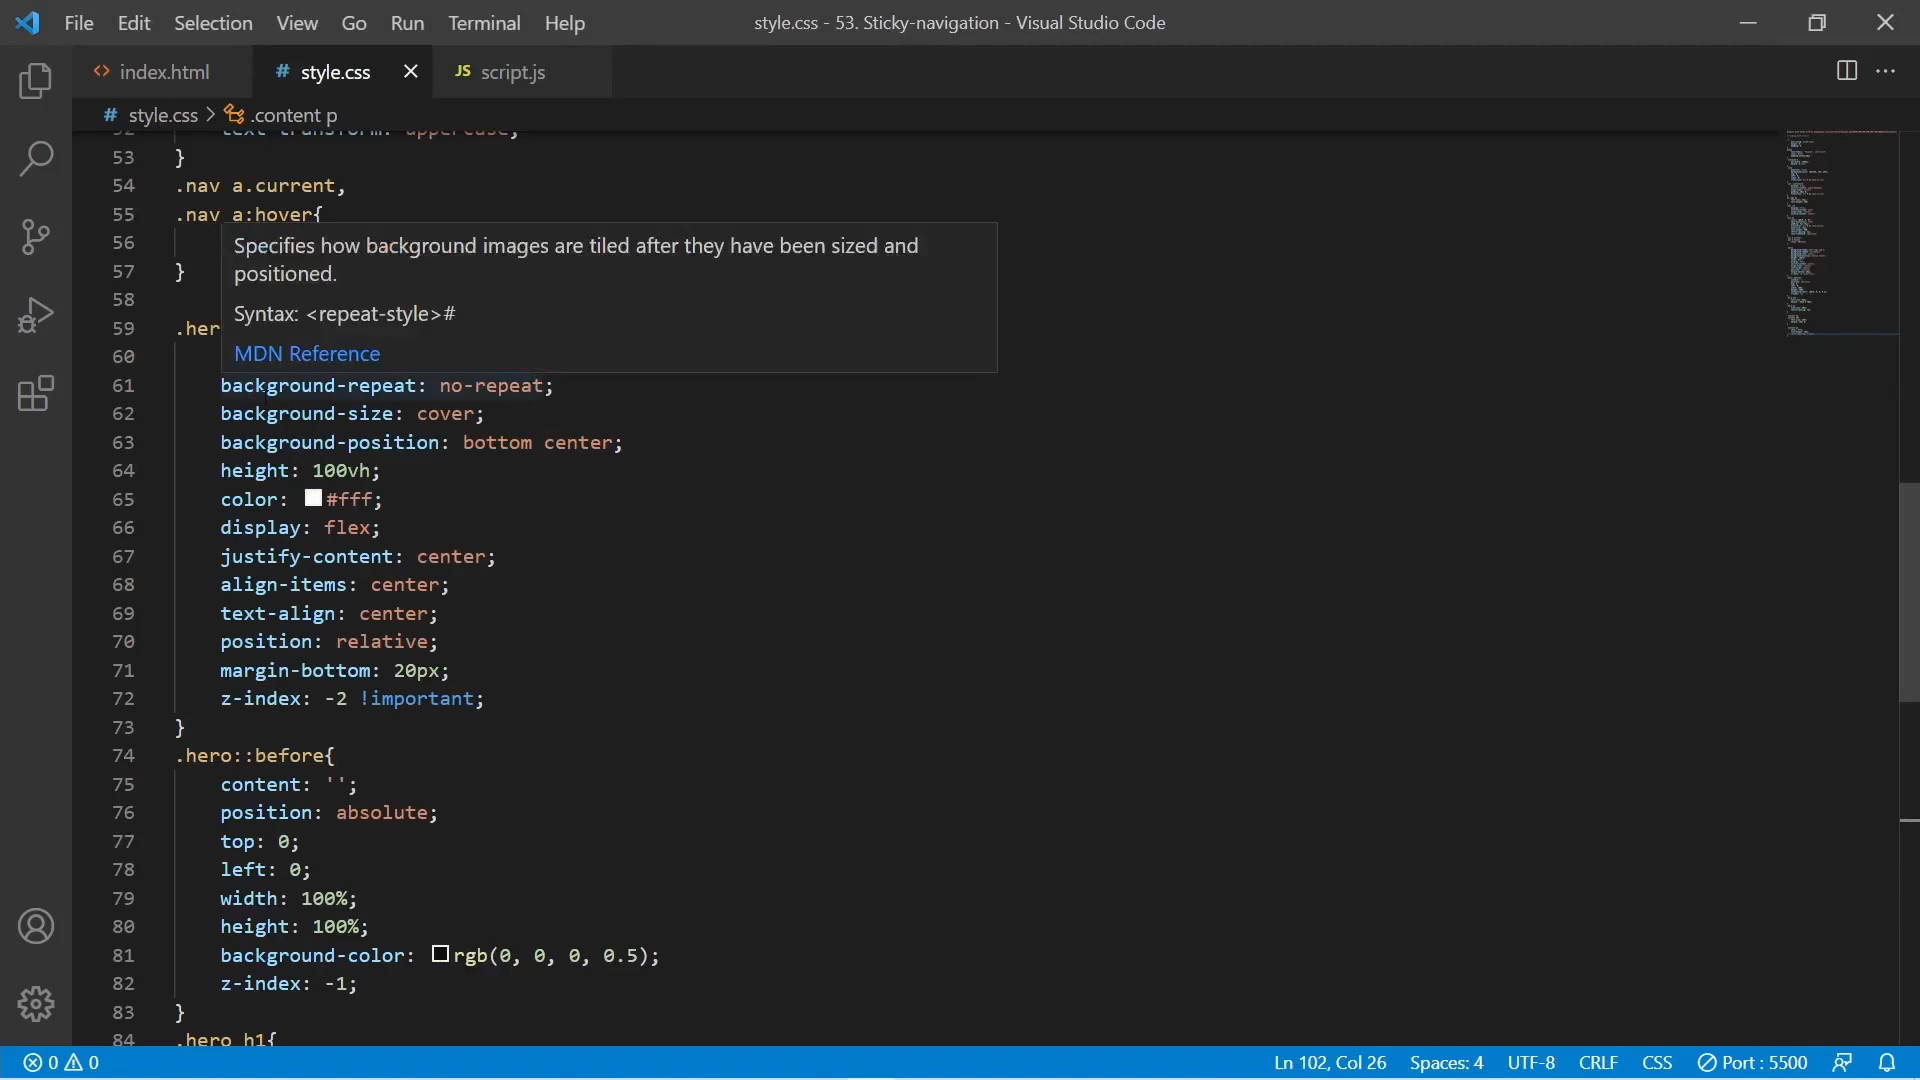 File Edit Selection View Go Run Terminal Help
style.css - 53. Sticky-navigation - Visual Studio Code
<> index.html
# style.css
JS script.js
# style.css > .content p
52 text-transform: uppercase;
53 }
54 .nav a.current,
55 .nav a:hover{
56
57 }
58
59 .her
60
Specifies how background images are tiled after they have been sized and
positioned.
Syntax: <repeat-style>#
MDN Reference
61 background-repeat: no-repeat;
62 background-size: cover;
63 background-position: bottom center;
64 height: 100vh;
65 color: #fff;
66 display: flex;
67 justify-content: center;
68 align-items: center;
69 text-align: center;
70 position: relative;
71 margin-bottom: 20px;
72 z-index: -2 !important;
73 }
74 .hero::before{
75 content: '';
76 position: absolute;
77 top: 0;
78 left: 0;
79 width: 100%;
80 height: 100%;
81 background-color: rgb(0, 0, 0, 0.5);
82 z-index: -1;
83 }
84 .hero h1{
0 0
Ln 102, Col 26 Spaces: 4 UTF-8 CRLF CSS Port : 5500